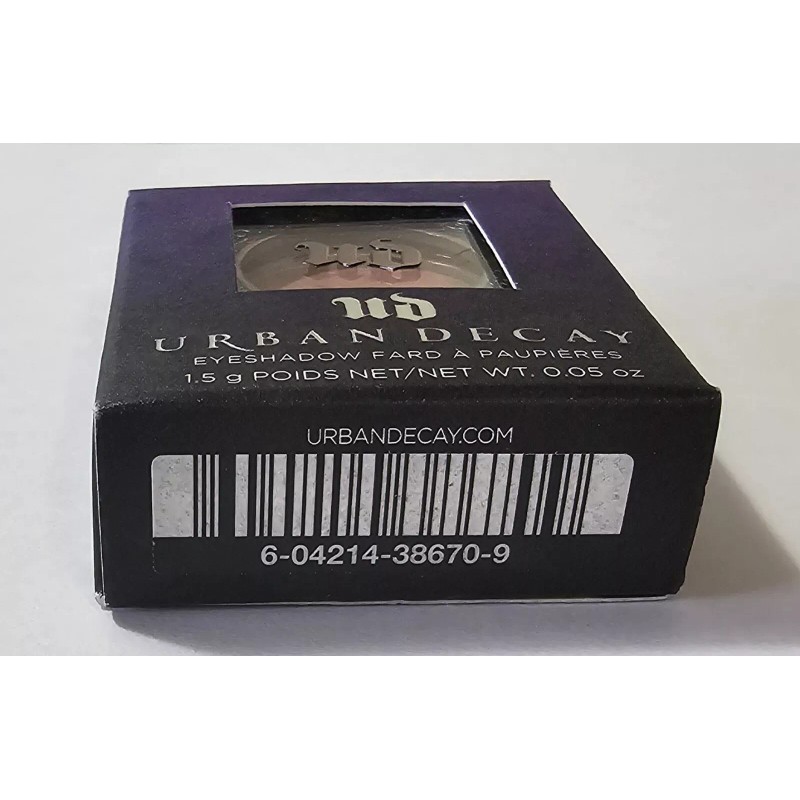 UD
UD
URBAN DECAY
EYESHADOW FARD À PAUPIÈRES
1.5 g POIDS NET/NET WT. 0.05 oz
URBANDECAY.COM
6-04214-38670-9